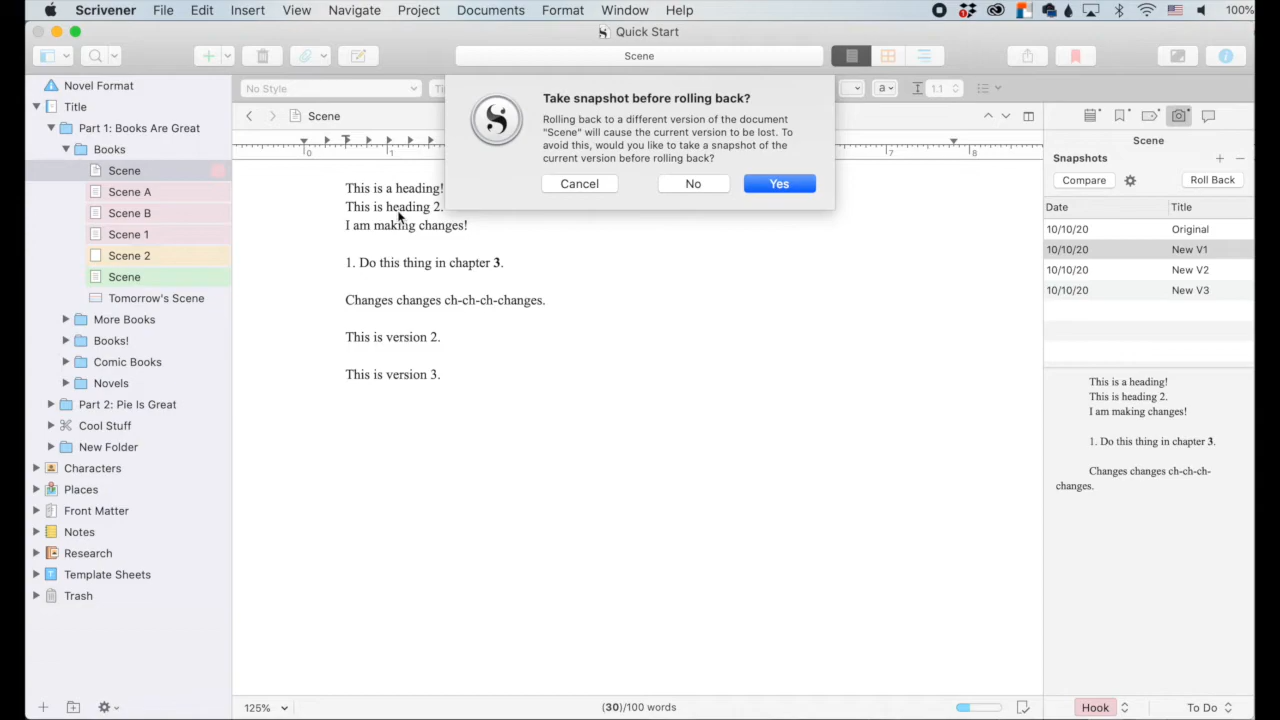 Scrivener File Edit Insert View Navigate Project Documents Format Window Help 100%
Quick Start
Scene
No Style
a
1.1
Novel Format
Title
Part 1: Books Are Great
Books
Scene
Scene A
Scene B
Scene 1
Scene 2
Scene
Tomorrow's Scene
More Books
Books!
Comic Books
Novels
Part 2: Pie Is Great
Cool Stuff
New Folder
Characters
Places
Front Matter
Notes
Research
Template Sheets
Trash
Scene
0 1 7 8
This is a heading!
This is heading 2.
I am making changes!
1. Do this thing in chapter 3.
Changes changes ch-ch-ch-changes.
This is version 2.
This is version 3.
Take snapshot before rolling back?
Rolling back to a different version of the document
"Scene" will cause the current version to be lost. To
avoid this, would you like to take a snapshot of the
current version before rolling back?
Cancel No Yes
Scene
Snapshots
Compare Roll Back
Date Title
10/10/20 Original
10/10/20 New V1
10/10/20 New V2
10/10/20 New V3
This is a heading!
This is heading 2.
I am making changes!
1. Do this thing in chapter 3.
Changes changes ch-ch-ch-
changes.
125% (30)/100 words Hook To Do